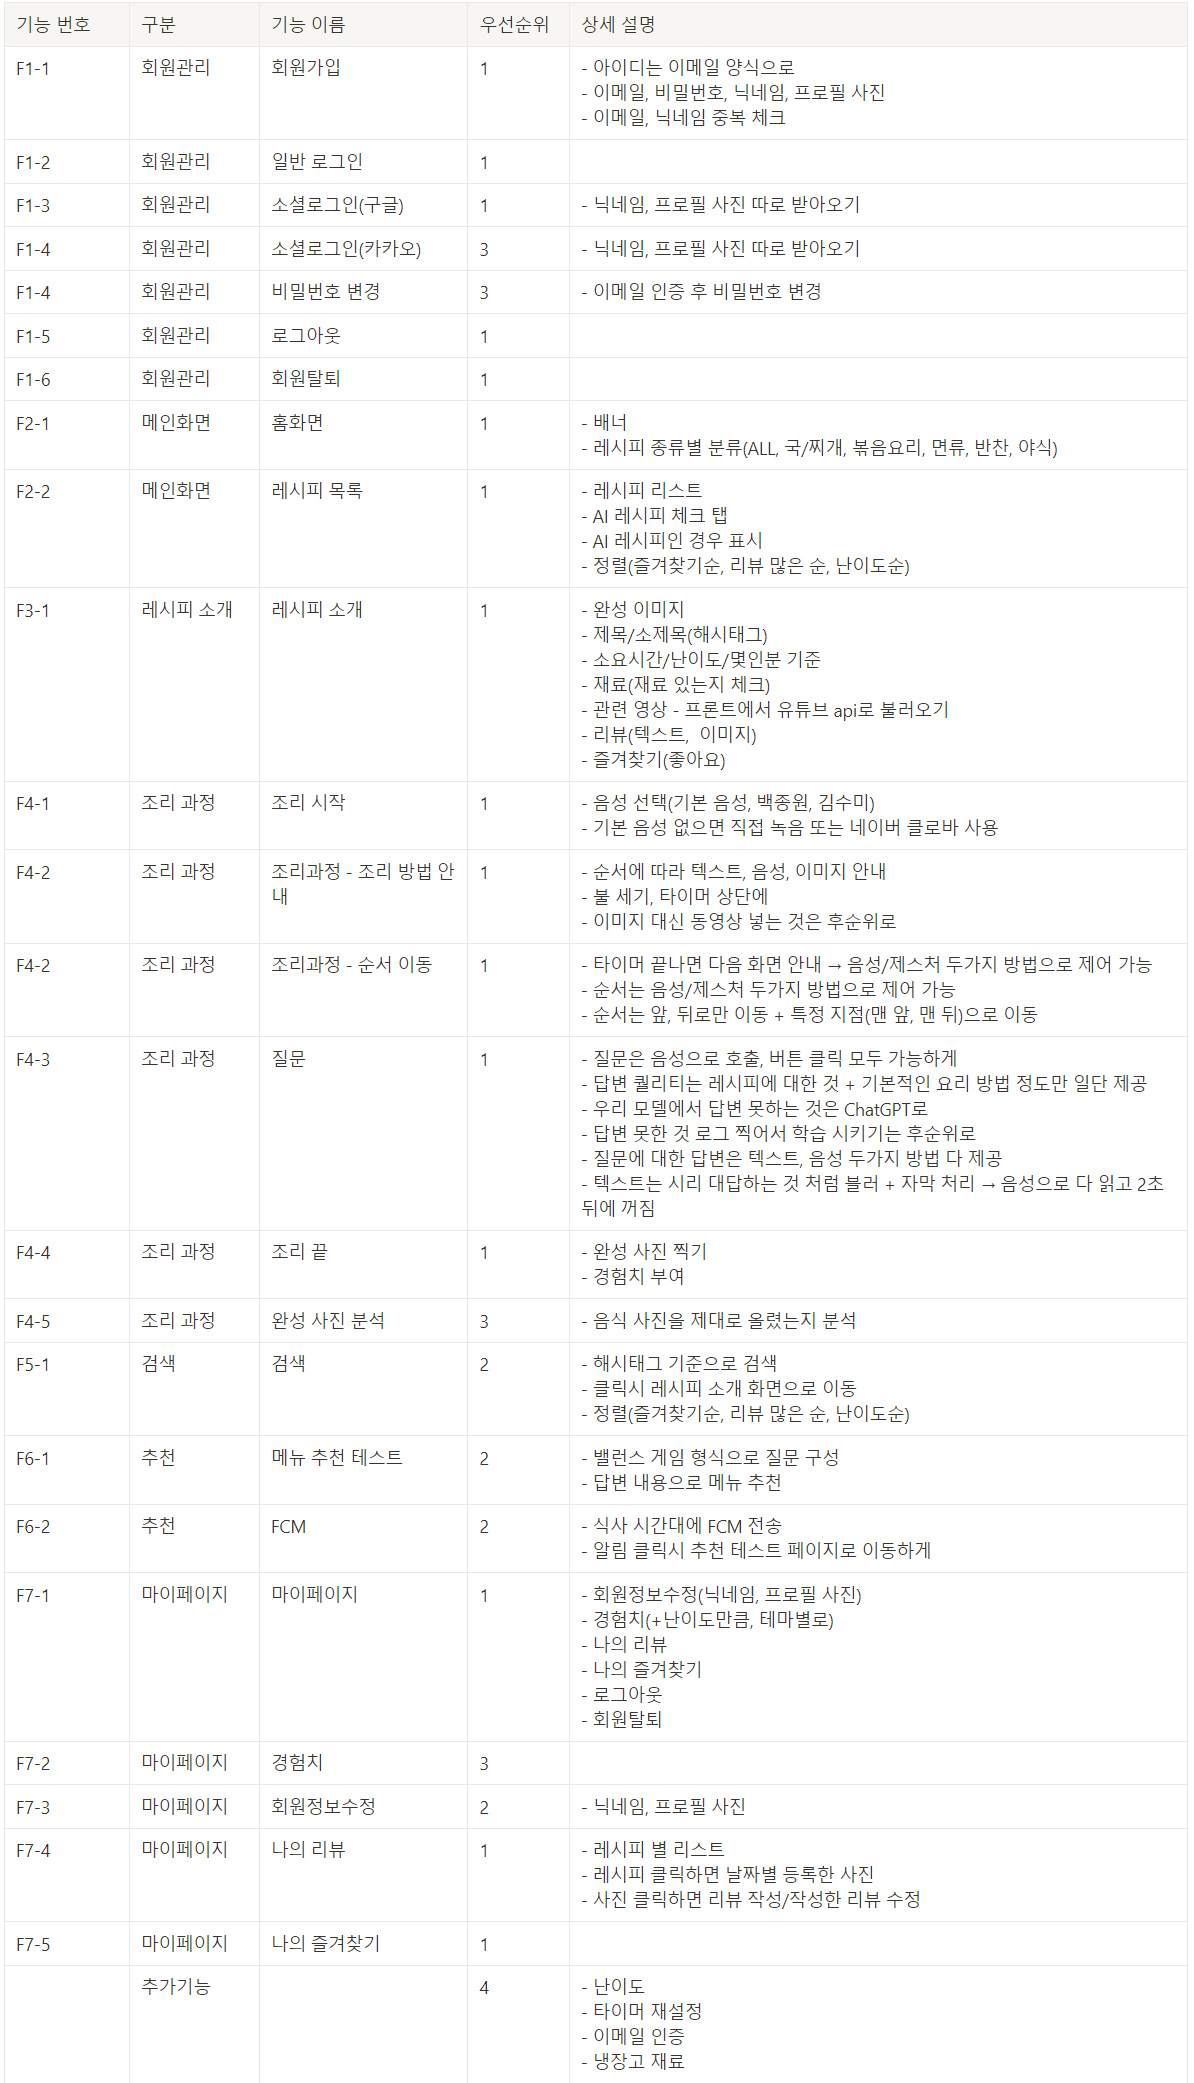 기능 번호 구분 기능 이름 우선순위 상세 설명
F1-1 회원관리 회원가입 1 - 아이디는 이메일 양식으로
- 이메일, 비밀번호, 닉네임, 프로필 사진
- 이메일, 닉네임 중복 체크
F1-2 회원관리 일반 로그인 1
F1-3 회원관리 소셜로그인(구글) 1 - 닉네임, 프로필 사진 따로 받아오기
F1-4 회원관리 소셜로그인(카카오) 3 - 닉네임, 프로필 사진 따로 받아오기
F1-4 회원관리 비밀번호 변경 3 - 이메일 인증 후 비밀번호 변경
F1-5 회원관리 로그아웃 1
F1-6 회원관리 회원탈퇴 1
F2-1 메인화면 홈화면 1 - 배너
- 레시피 종류별 분류(ALL, 국/찌개, 볶음요리, 면류, 반찬, 야식)
F2-2 메인화면 레시피 목록 1 - 레시피 리스트
- AI 레시피 체크 탭
- AI 레시피인 경우 표시
- 정렬(즐겨찾기순, 리뷰 많은 순, 난이도순)
F3-1 레시피 소개 레시피 소개 1 - 완성 이미지
- 제목/소제목(해시태그)
- 소요시간/난이도/몇인분 기준
- 재료(재료 있는지 체크)
- 관련 영상 - 프론트에서 유튜브 api로 불러오기
- 리뷰(텍스트, 이미지)
- 즐겨찾기(좋아요)
F4-1 조리 과정 조리 시작 1 - 음성 선택(기본 음성, 백종원, 김수미)
- 기본 음성 없으면 직접 녹음 또는 네이버 클로바 사용
F4-2 조리 과정 조리과정 - 조리 방법 안 1 - 순서에 따라 텍스트, 음성, 이미지 안내
내 - 불 세기, 타이머 상단에
- 이미지 대신 동영상 넣는 것은 후순위로
F4-2 조리 과정 조리과정 - 순서 이동 1 - 타이머 끝나면 다음 화면 안내 → 음성/제스처 두가지 방법으로 제어 가능
- 순서는 음성/제스처 두가지 방법으로 제어 가능
- 순서는 앞, 뒤로만 이동 + 특정 지점(맨 앞, 맨 뒤)으로 이동
F4-3 조리 과정 질문 1 - 질문은 음성으로 호출, 버튼 클릭 모두 가능하게
- 답변 퀄리티는 레시피에 대한 것 + 기본적인 요리 방법 정도만 일단 제공
- 우리 모델에서 답변 못하는 것은 ChatGPT로
- 답변 못한 것 로그 찍어서 학습 시키기는 후순위로
- 질문에 대한 답변은 텍스트, 음성 두가지 방법 다 제공
- 텍스트는 시리 대답하는 것 처럼 블러 + 자막 처리 → 음성으로 다 읽고 2초
뒤에 꺼짐
F4-4 조리 과정 조리 끝 1 - 완성 사진 찍기
- 경험치 부여
F4-5 조리 과정 완성 사진 분석 3 - 음식 사진을 제대로 올렸는지 분석
F5-1 검색 검색 2 - 해시태그 기준으로 검색
- 클릭시 레시피 소개 화면으로 이동
- 정렬(즐겨찾기순, 리뷰 많은 순, 난이도순)
F6-1 추천 메뉴 추천 테스트 2 - 밸런스 게임 형식으로 질문 구성
- 답변 내용으로 메뉴 추천
F6-2 추천 FCM 2 - 식사 시간대에 FCM 전송
- 알림 클릭시 추천 테스트 페이지로 이동하게
F7-1 마이페이지 마이페이지 1 - 회원정보수정(닉네임, 프로필 사진)
- 경험치(+난이도만큼, 테마별로)
- 나의 리뷰
- 나의 즐겨찾기
- 로그아웃
- 회원탈퇴
F7-2 마이페이지 경험치 3
F7-3 마이페이지 회원정보수정 2 - 닉네임, 프로필 사진
F7-4 마이페이지 나의 리뷰 1 - 레시피 별 리스트
- 레시피 클릭하면 날짜별 등록한 사진
- 사진 클릭하면 리뷰 작성/작성한 리뷰 수정
F7-5 마이페이지 나의 즐겨찾기 1
추가기능 4 - 난이도
- 타이머 재설정
- 이메일 인증
- 냉장고 재료